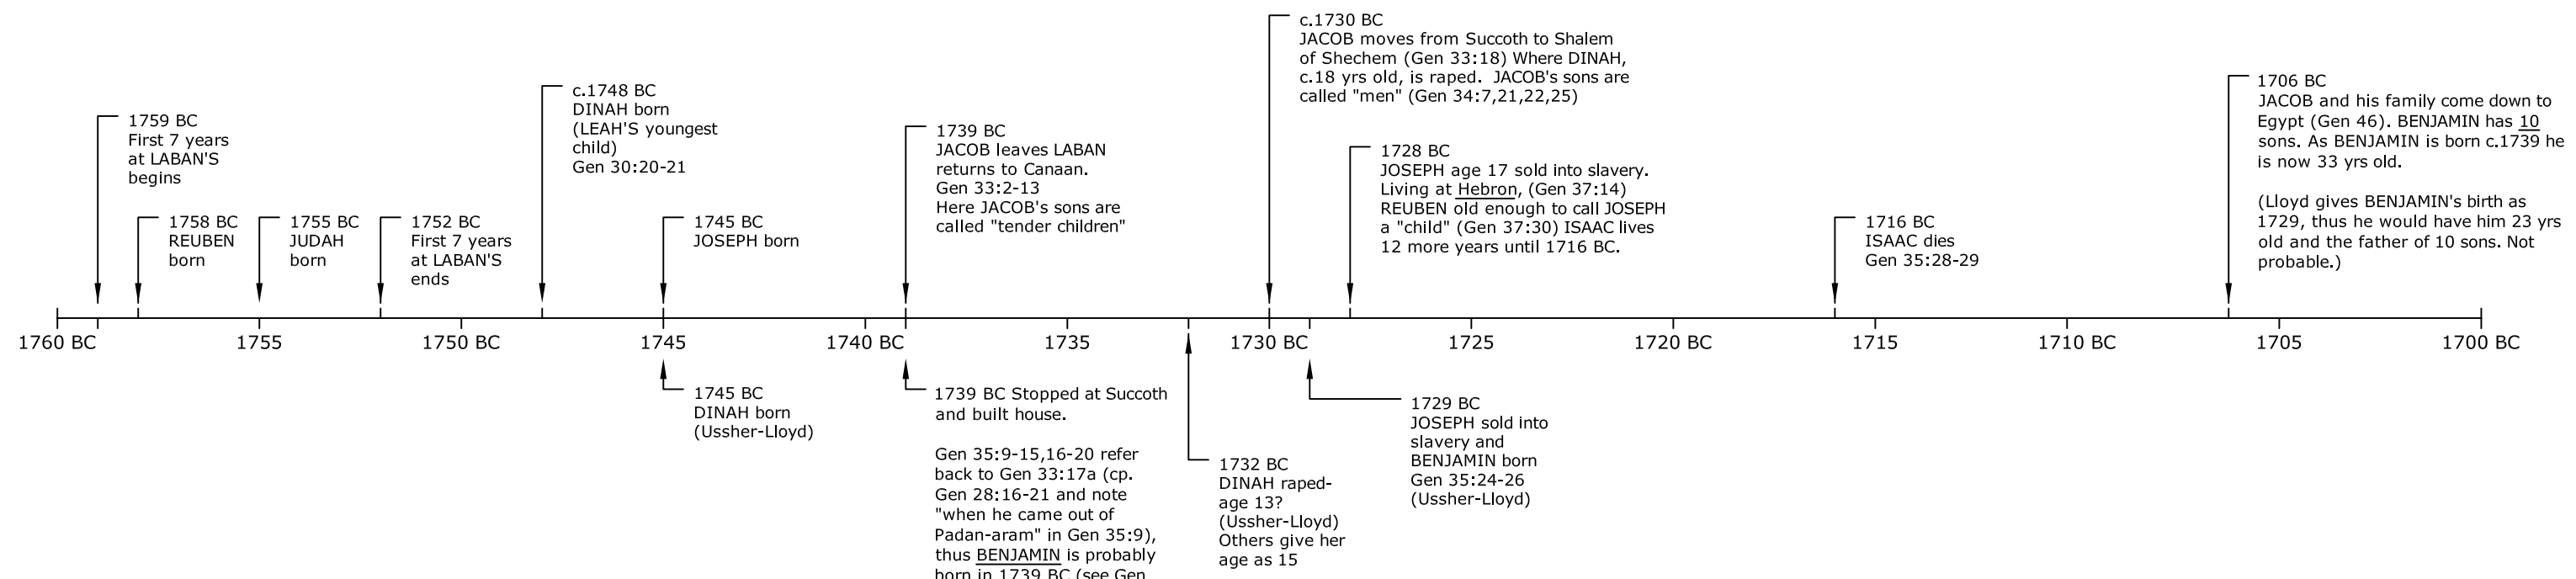 c.1730 BC
JACOB moves from Succoth to Shalem
of Shechem (Gen 33:18) Where DINAH,
c.18 yrs old, is raped.  JACOB's sons are
called "men" (Gen 34:7,21,22,25)
1706 BC
JACOB and his family come down to
Egypt (Gen 46). BENJAMIN has 10
sons. As BENJAMIN is born c.1739 he
is now 33 yrs old.
(Lloyd gives BENJAMIN's birth as
1729, thus he would have him 23 yrs
old and the father of 10 sons. Not
probable.)
c.1748 BC
DINAH born
(LEAH'S youngest
child)
Gen 30:20-21
1759 BC
First 7 years
at LABAN'S
begins
1739 BC
JACOB leaves LABAN
returns to Canaan.
Gen 33:2-13
Here JACOB's sons are
called "tender children"
1728 BC
JOSEPH age 17 sold into slavery.
Living at Hebron, (Gen 37:14)
REUBEN old enough to call JOSEPH
a "child" (Gen 37:30) ISAAC lives
12 more years until 1716 BC.
1758 BC
REUBEN
born
1755 BC
JUDAH
born
1752 BC
First 7 years
at LABAN'S
ends
1745 BC
JOSEPH born
1716 BC
ISAAC dies
Gen 35:28-29
1760 BC
1755
1750 BC
1745
1740 BC
1735
1730 BC
1725
1720 BC
1715
1710 BC
1705
1700 BC
1745 BC
DINAH born
(Ussher-Lloyd)
1739 BC Stopped at Succoth
and built house.
Gen 35:9-15,16-20 refer
back to Gen 33:17a (cp.
Gen 28:16-21 and note
"when he came out of
Padan-aram" in Gen 35:9),
thus BENJAMIN is probably
born in 1739 BC (see Gen
1732 BC
DINAH raped-
age 13?
(Ussher-Lloyd)
Others give her
age as 15
1729 BC
JOSEPH sold into
slavery and
BENJAMIN born
Gen 35:24-26
(Ussher-Lloyd)